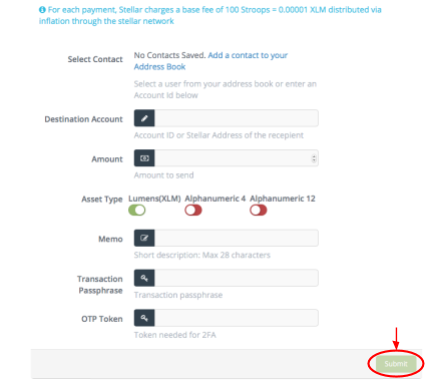 For each payment, Stellar charges a base fee of 100 Stroops = 0.00001 XLM distributed via
inflation through the stellar network
Select Contact
No Contacts Saved. Add a contact to your
Address Book
Select a user from your address book or enter an
Account Id below
Destination Account
Account ID or Stellar Address of the recepient
Amount
Amount to send
Asset Type Lumens(XLM) Alphanumeric 4 Alphanumeric 12
Memo
Short description: Max 28 characters
Transaction
Passphrase
Transaction passphrase
OTP Token
Token needed for 2FA
Submit